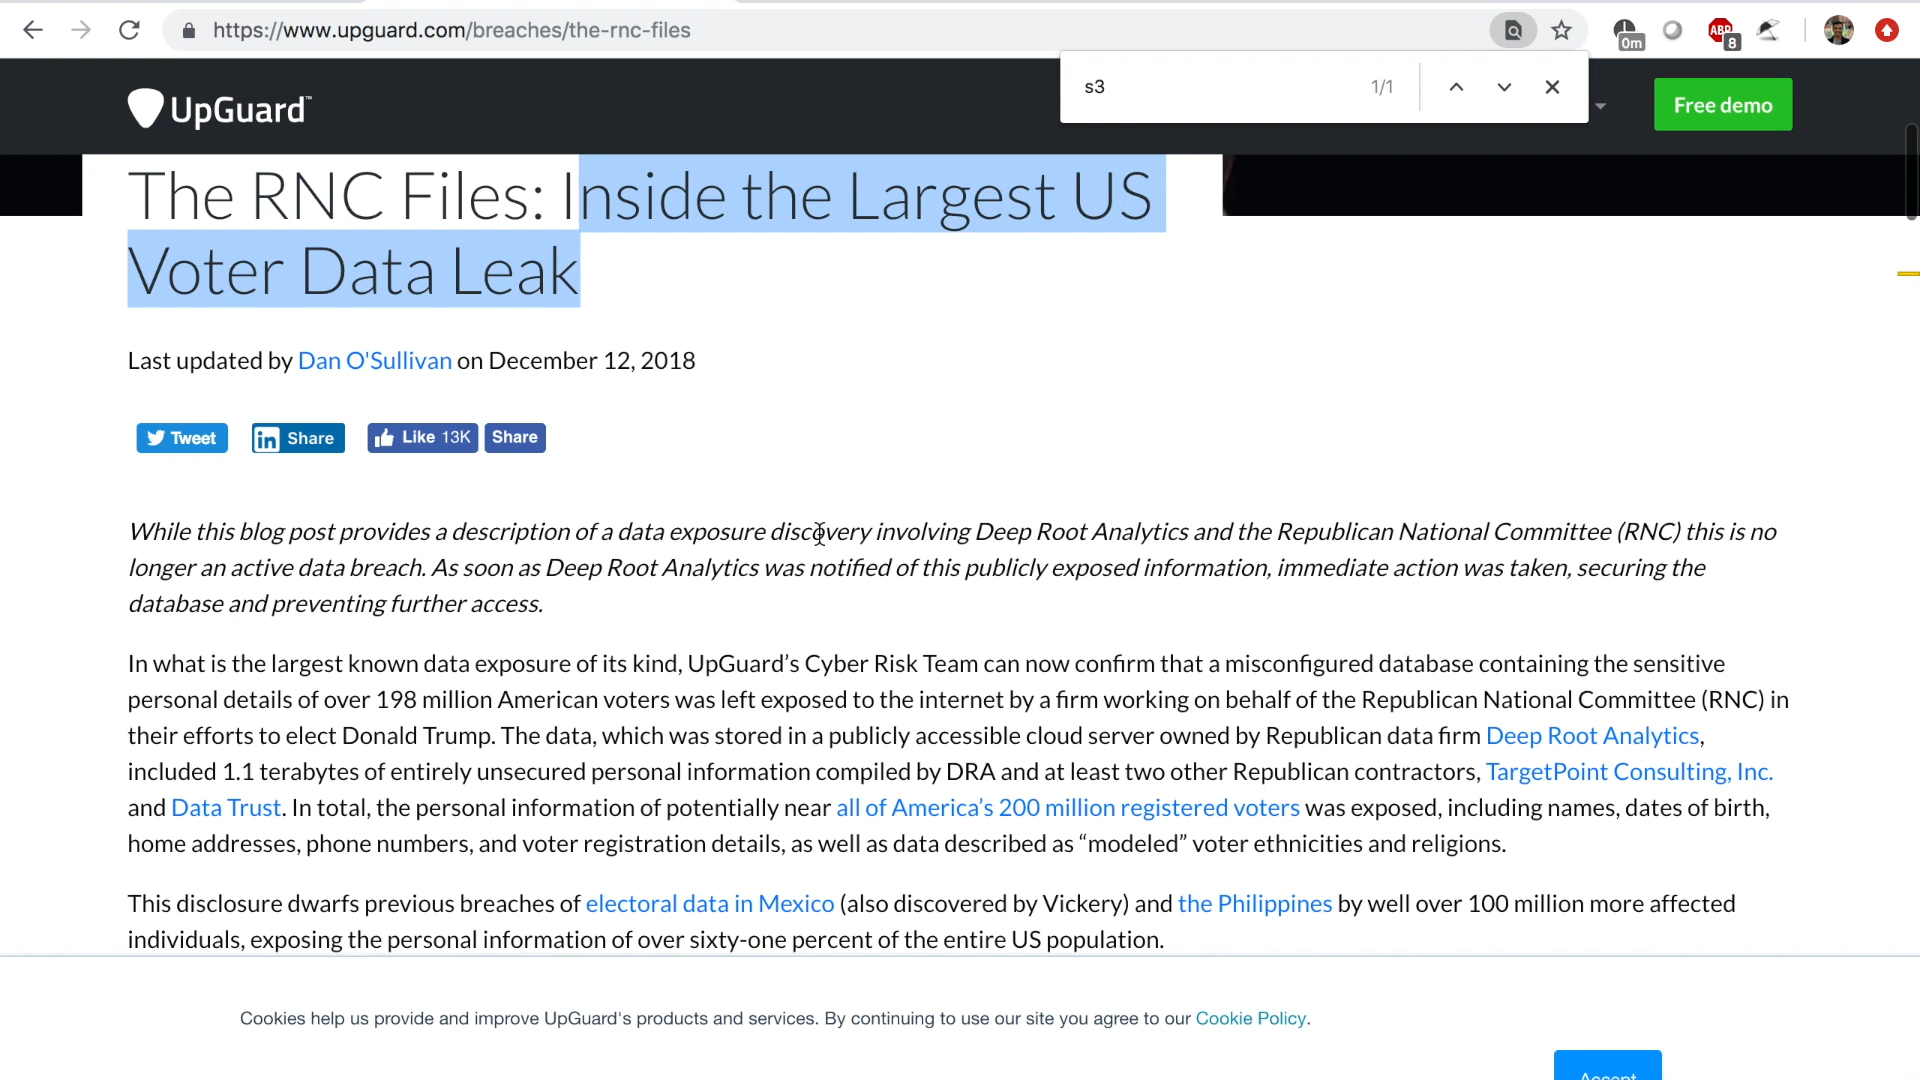 https://www.upguard.com/breaches/the-rnc-files
0m
ABP
8
s3
1/1
UpGuard™
Free demo
The RNC Files: Inside the Largest US
Voter Data Leak
Last updated by Dan O'Sullivan on December 12, 2018
Tweet
in Share
Like 13K
Share
While this blog post provides a description of a data exposure discovery involving Deep Root Analytics and the Republican National Committee (RNC) this is no
longer an active data breach. As soon as Deep Root Analytics was notified of this publicly exposed information, immediate action was taken, securing the
database and preventing further access.
In what is the largest known data exposure of its kind, UpGuard’s Cyber Risk Team can now confirm that a misconfigured database containing the sensitive
personal details of over 198 million American voters was left exposed to the internet by a firm working on behalf of the Republican National Committee (RNC) in
their efforts to elect Donald Trump. The data, which was stored in a publicly accessible cloud server owned by Republican data firm Deep Root Analytics,
included 1.1 terabytes of entirely unsecured personal information compiled by DRA and at least two other Republican contractors, TargetPoint Consulting, Inc.
and Data Trust. In total, the personal information of potentially near all of America’s 200 million registered voters was exposed, including names, dates of birth,
home addresses, phone numbers, and voter registration details, as well as data described as “modeled” voter ethnicities and religions.
This disclosure dwarfs previous breaches of electoral data in Mexico (also discovered by Vickery) and the Philippines by well over 100 million more affected
individuals, exposing the personal information of over sixty-one percent of the entire US population.
Cookies help us provide and improve UpGuard's products and services. By continuing to use our site you agree to our Cookie Policy.
Accept